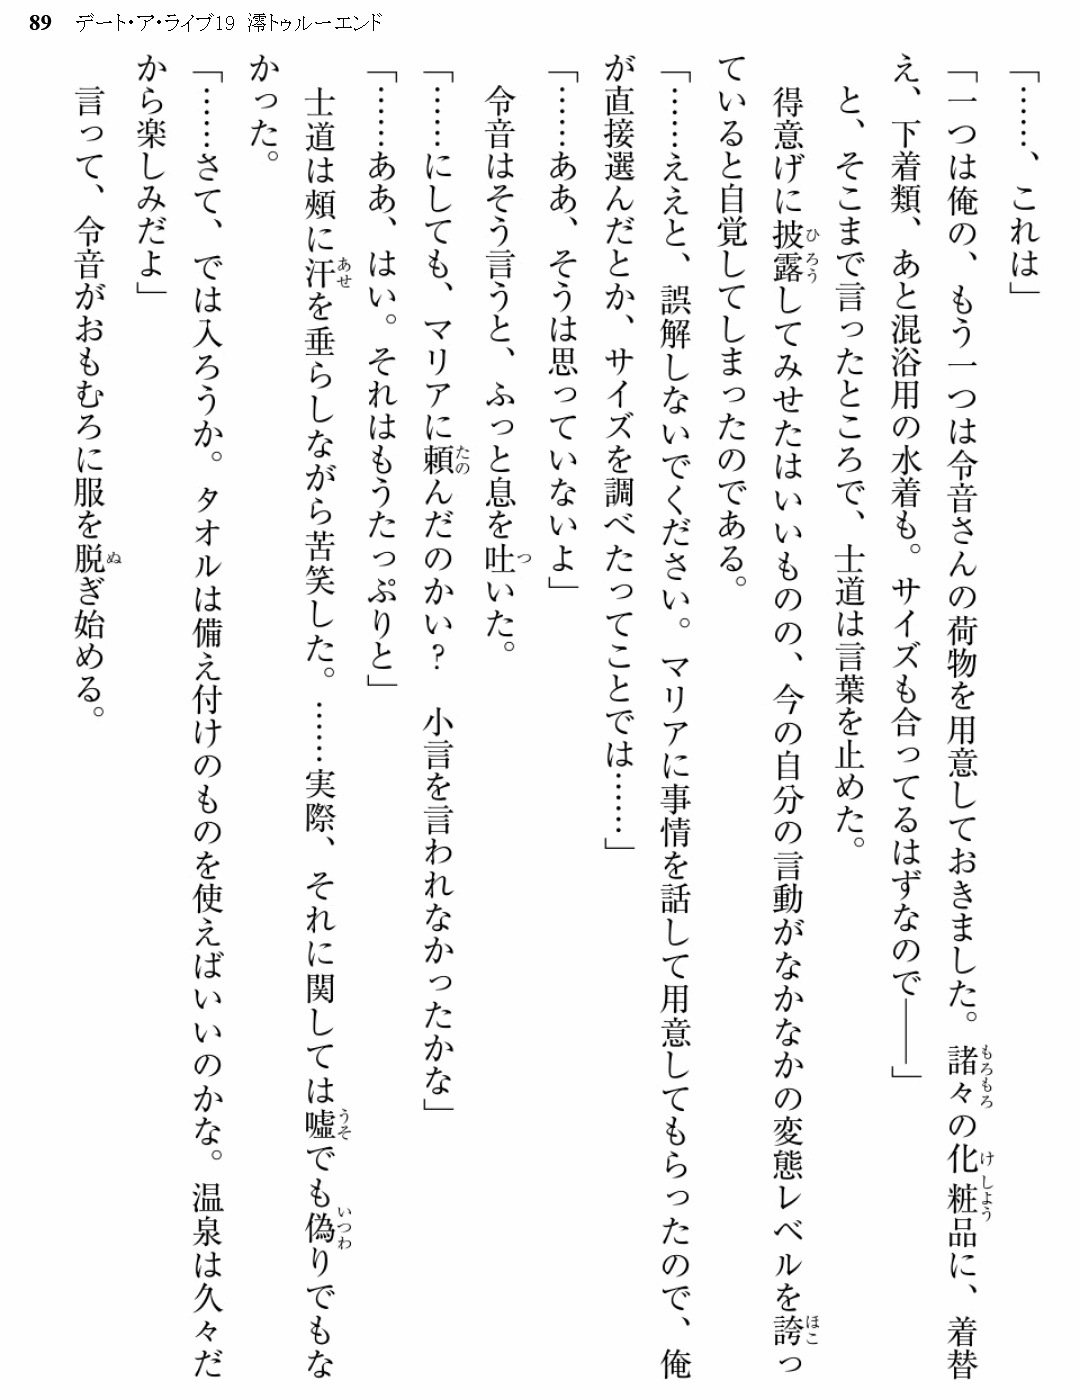 89 デート・ア・ライブ19 澪トゥルーエンド
「……、これは」
「一つは俺の、もう一つは令音さんの荷物を用意しておきました。諸々の化粧品に、着替
え、下着類、あと混浴用の水着も。サイズも合ってるはずなので――」
と、そこまで言ったところで、士道は言葉を止めた。
得意げに披露してみせたはいいものの、今の自分の言動がなかなかの変態レベルを誇っ
ていると自覚してしまったのである。
「……ええと、誤解しないでください。マリアに事情を話して用意してもらったので、俺
が直接選んだとか、サイズを調べたってことでは……」
「……ああ、そうは思っていないよ」
令音はそう言うと、ふっと息を吐いた。
「……にしても、マリアに頼んだのかい？　小言を言われなかったかな」
「……ああ、はい。それはもうたっぷりと」
士道は頰に汗を垂らしながら苦笑した。……実際、それに関しては噓でも偽りでもな
かった。
「……さて、では入ろうか。タオルは備え付けのものを使えばいいのかな。温泉は久々だ
から楽しみだよ」
言って、令音がおもむろに服を脱ぎ始める。